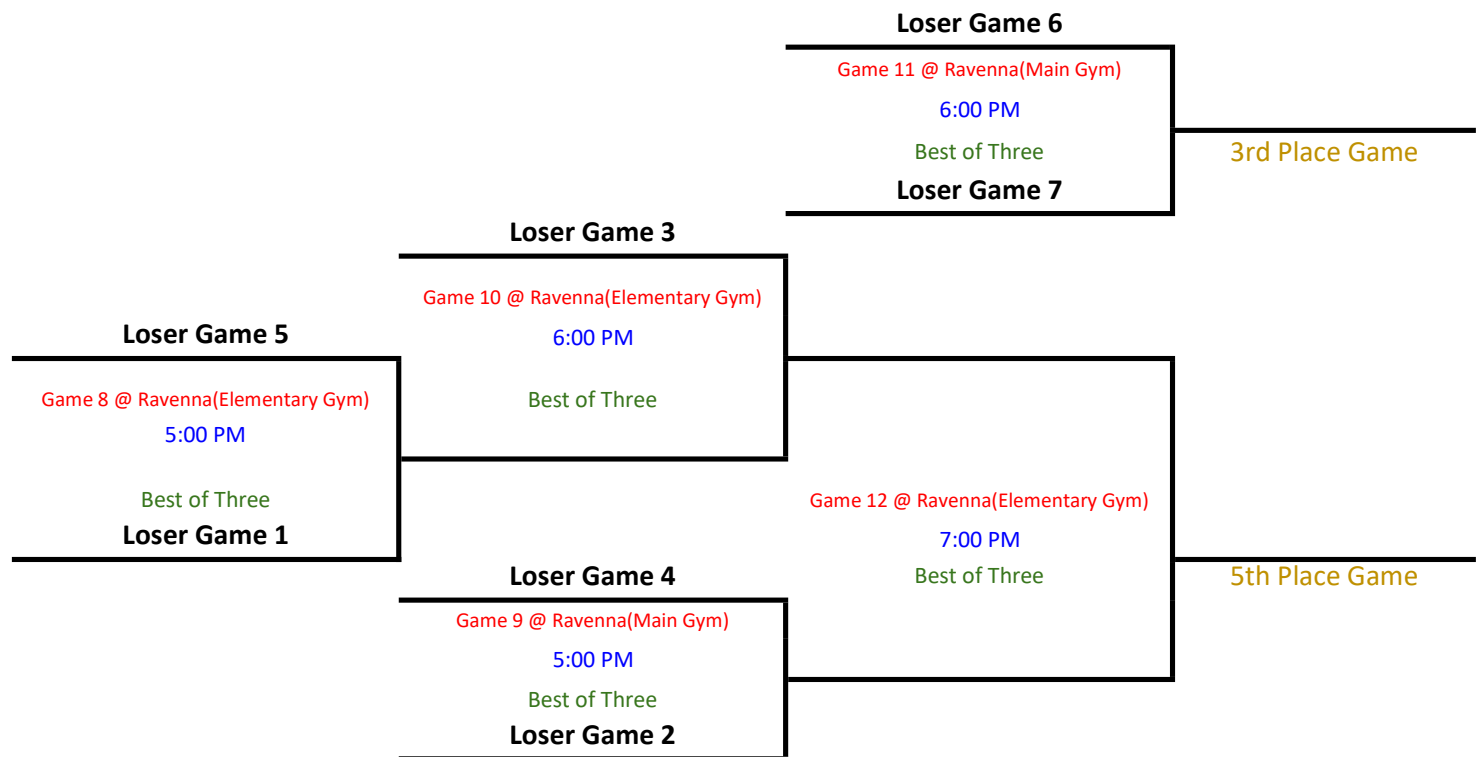 Loser Game 6
Game 11 @ Ravenna(Main Gym)
6:00 PM
Best of Three
3rd Place Game
Loser Game 7
Loser Game 3
Game 10 @ Ravenna(Elementary Gym)
6:00 PM
Best of Three
Loser Game 5
Game 8 @ Ravenna(Elementary Gym)
5:00 PM
Best of Three
Loser Game 1
Game 12 @ Ravenna(Elementary Gym)
7:00 PM
Best of Three
5th Place Game
Loser Game 4
Game 9 @ Ravenna(Main Gym)
5:00 PM
Best of Three
Loser Game 2